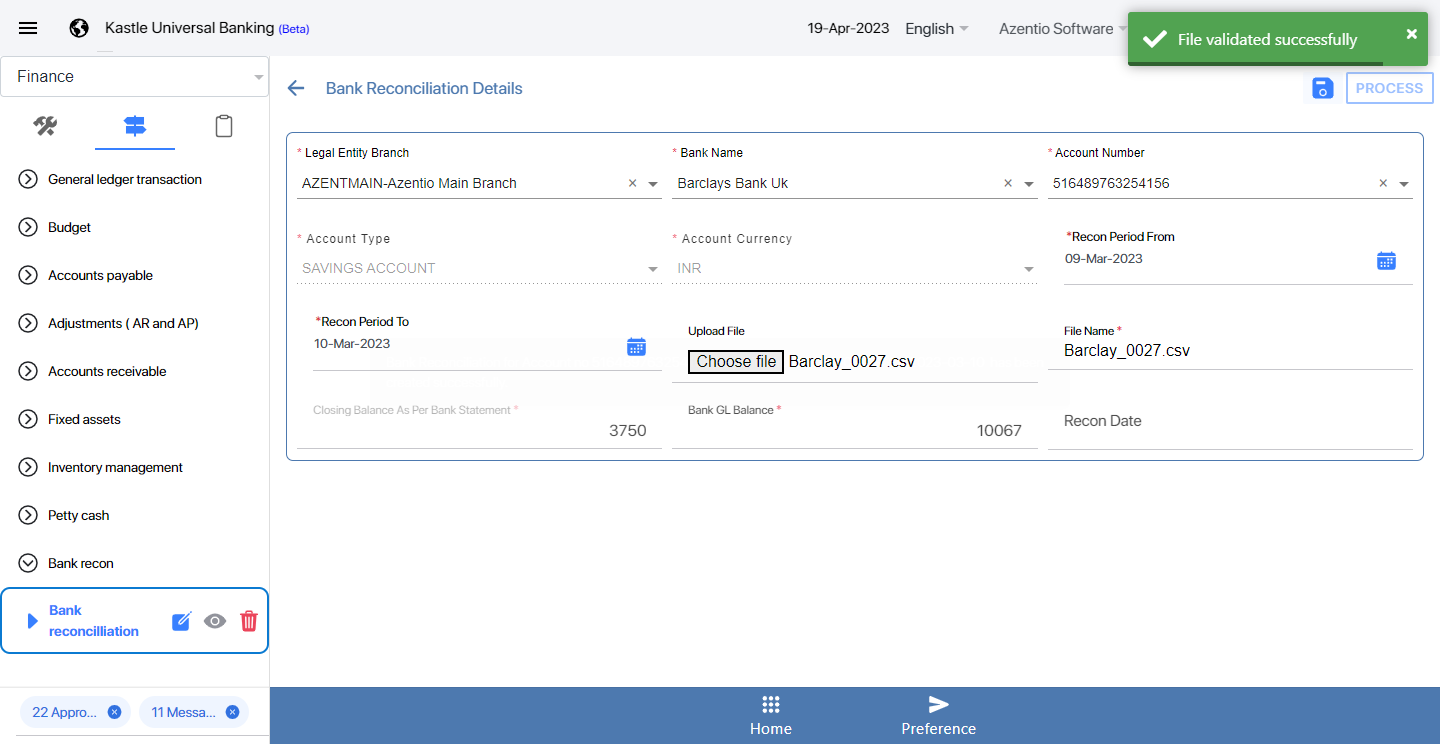 Kastle Universal Banking (Beta)
19-Apr-2023
English
Azentio Software
File validated successfully
Finance
Bank Reconciliation Details
PROCESS
* Legal Entity Branch
* Bank Name
* Account Number
AZENTMAIN-Azentio Main Branch
Barclays Bank Uk
516489763254156
* Account Type
* Account Currency
*Recon Period From
SAVINGS ACCOUNT
INR
09-Mar-2023
*Recon Period To
Upload File
File Name *
10-Mar-2023
Choose file Barclay_0027.csv
Barclay_0027.csv
Closing Balance As Per Bank Statement *
Bank GL Balance *
Recon Date
3750
10067
General ledger transaction
Budget
Accounts payable
Adjustments ( AR and AP)
Accounts receivable
Fixed assets
Inventory management
Petty cash
Bank recon
Bank
reconcilliation
22 Appro...
11 Messa...
Home
Preference